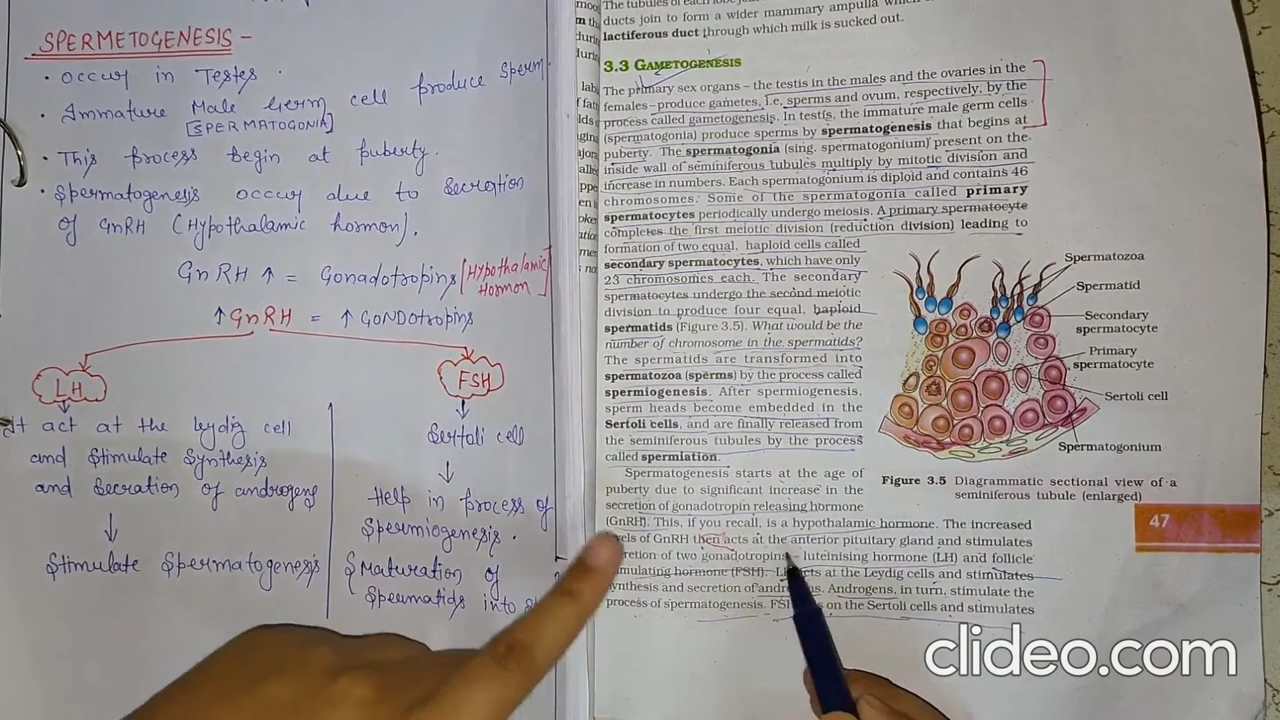 SPERMETOGENESIS -
• Occur in Testes .
• Immature Male Germ cell produce Sperm.
[SPERMATOGONIA]
• This process begin at puberty.
• Spermatogenesis occur due to Secration
of GnRH (Hypothalamic hormon).
GnRH ↑ = Gonadotropins [Hypothalamic
Hormon]
↑ GnRH = ↑ GONDOtropins
LH
FSH
It act at the leydig cell
and Stimulate Synthesis
and Secration of androgens
↓
Stimulate Spermatogenesis
Sertoli cell
↓
Help in process of
Spermiogenesis.
Maturation of
Spermatids into
The tubules of each lobe
ducts join to form a wider mammary ampulla which
lactiferous duct through which milk is sucked out.
3.3 GAMETOGENESIS
The primary sex organs – the testis in the males and the ovaries in the
females – produce gametes, i.e, sperms and ovum, respectively, by the
process called gametogenesis. In testis, the immature male germ cells
(spermatogonia) produce sperms by spermatogenesis that begins at
puberty. The spermatogonia (sing. spermatogonium) present on the
inside wall of seminiferous tubules multiply by mitotic division and
increase in numbers. Each spermatogonium is diploid and contains 46
chromosomes. Some of the spermatogonia called primary
spermatocytes periodically undergo meiosis. A primary spermatocyte
completes the first meiotic division (reduction division) leading to
formation of two equal, haploid cells called
secondary spermatocytes, which have only
23 chromosomes each. The secondary
spermatocytes undergo the second meiotic
division to produce four equal, haploid
spermatids (Figure 3.5). What would be the
number of chromosome in the spermatids?
The spermatids are transformed into
spermatozoa (sperms) by the process called
spermiogenesis. After spermiogenesis,
sperm heads become embedded in the
Sertoli cells, and are finally released from
the seminiferous tubules by the process
called spermiation.
Spermatogenesis starts at the age of
puberty due to significant increase in the
secretion of gonadotropin releasing hormone
(GnRH). This, if you recall, is a hypothalamic hormone. The increased
of GnRH then acts at the anterior pituitary gland and stimulates
of two gonadotropins – luteinising hormone (LH) and follicle
stimulating hormone (FSH). LH acts at the Leydig cells and stimulates
synthesis and secretion of androgens. Androgens, in turn, stimulate the
process of spermatogenesis. FSH on the Sertoli cells and stimulates
Spermatozoa
Spermatid
Secondary
spermatocyte
Primary
spermatocyte
Sertoli cell
Spermatogonium
Figure 3.5 Diagrammatic sectional view of a
seminiferous tubule (enlarged)
47
clideo.com